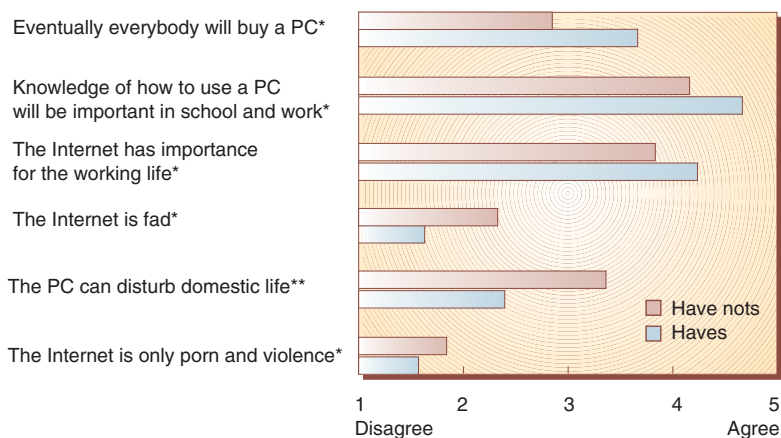 Eventually everybody will buy a PC*
Knowledge of how to use a PC
will be important in school and work*
The Internet has importance
for the working life*
The Internet is fad*
The PC can disturb domestic life**
The Internet is only porn and violence*
Have nots
Haves
1 2 3 4 5
Disagree Agree